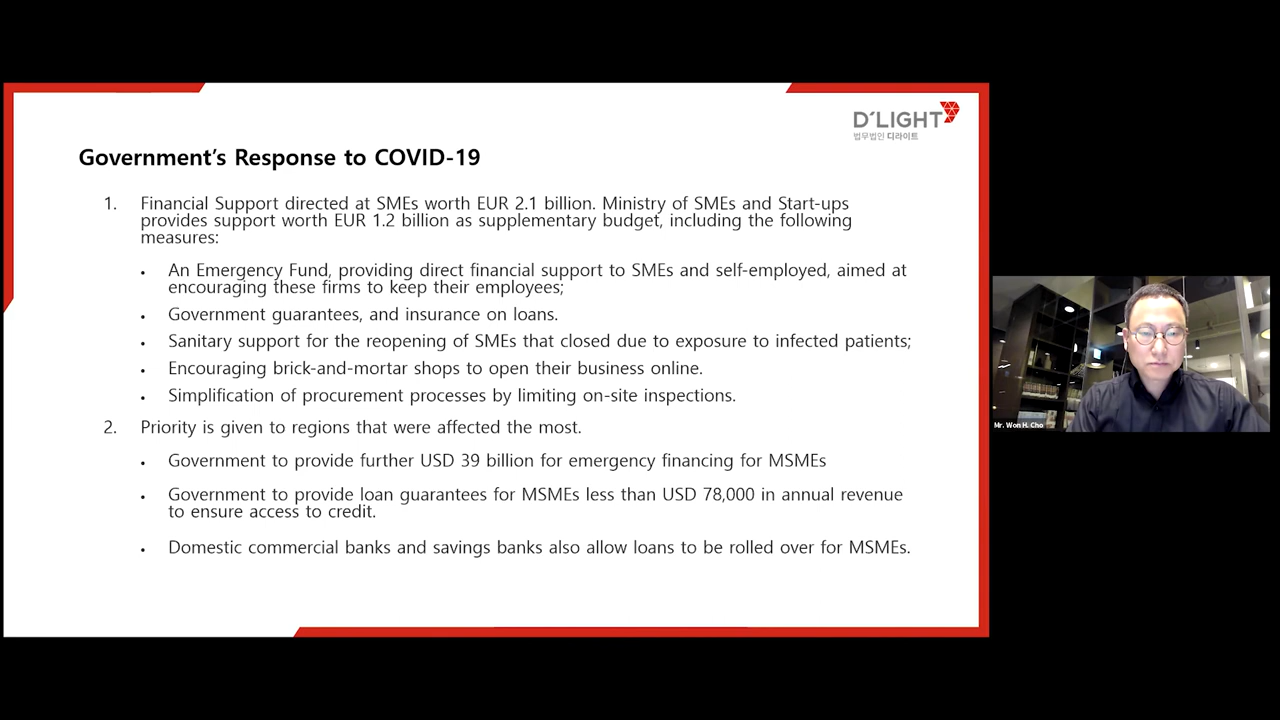 D'LIGHT
법무법인 디라이트
Government's Response to COVID-19
1. Financial Support directed at SMEs worth EUR 2.1 billion. Ministry of SMEs and Start-ups
provides support worth EUR 1.2 billion as supplementary budget, including the following
measures:
• An Emergency Fund, providing direct financial support to SMEs and self-employed, aimed at
encouraging these firms to keep their employees;
• Government guarantees, and insurance on loans.
• Sanitary support for the reopening of SMEs that closed due to exposure to infected patients;
• Encouraging brick-and-mortar shops to open their business online.
• Simplification of procurement processes by limiting on-site inspections.
2. Priority is given to regions that were affected the most.
• Government to provide further USD 39 billion for emergency financing for MSMEs
• Government to provide loan guarantees for MSMEs less than USD 78,000 in annual revenue
to ensure access to credit.
• Domestic commercial banks and savings banks also allow loans to be rolled over for MSMEs.
Mr. Won H. Cho